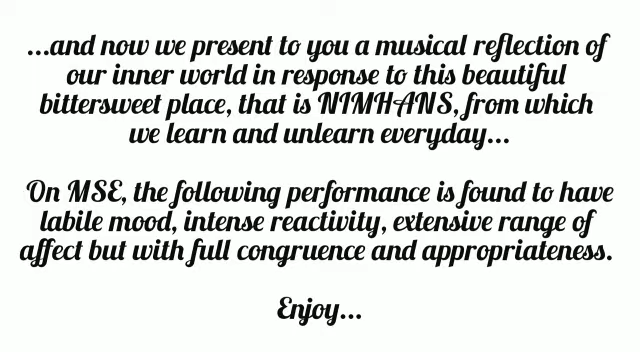 ...and now we present to you a musical reflection of
our inner world in response to this beautiful
bittersweet place, that is NIMHANS, from which
we learn and unlearn everyday...
On MSE, the following performance is found to have
labile mood, intense reactivity, extensive range of
affect but with full congruence and appropriateness.
Enjoy...